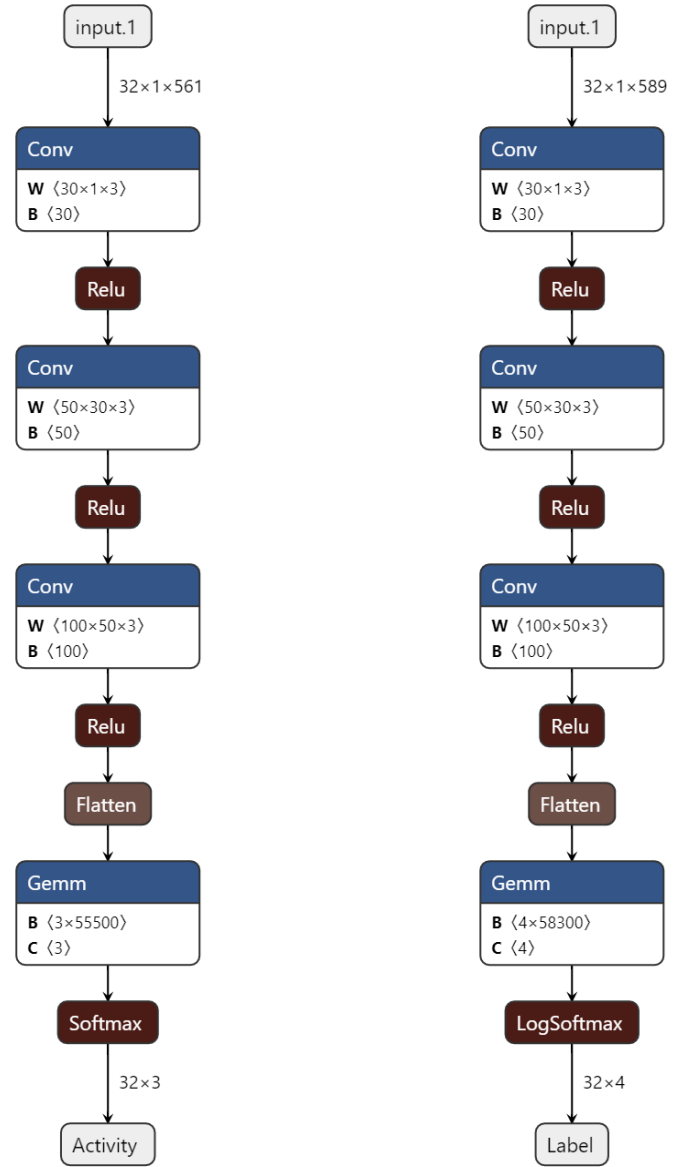 input.1
32×1×561
Conv
W 〈30×1×3〉
B 〈30〉
Relu
Conv
W 〈50×30×3〉
B 〈50〉
Relu
Conv
W 〈100×50×3〉
B 〈100〉
Relu
Flatten
Gemm
B 〈3×55500〉
C 〈3〉
Softmax
32×3
Activity
input.1
32×1×589
Conv
W 〈30×1×3〉
B 〈30〉
Relu
Conv
W 〈50×30×3〉
B 〈50〉
Relu
Conv
W 〈100×50×3〉
B 〈100〉
Relu
Flatten
Gemm
B 〈4×58300〉
C 〈4〉
LogSoftmax
32×4
Label